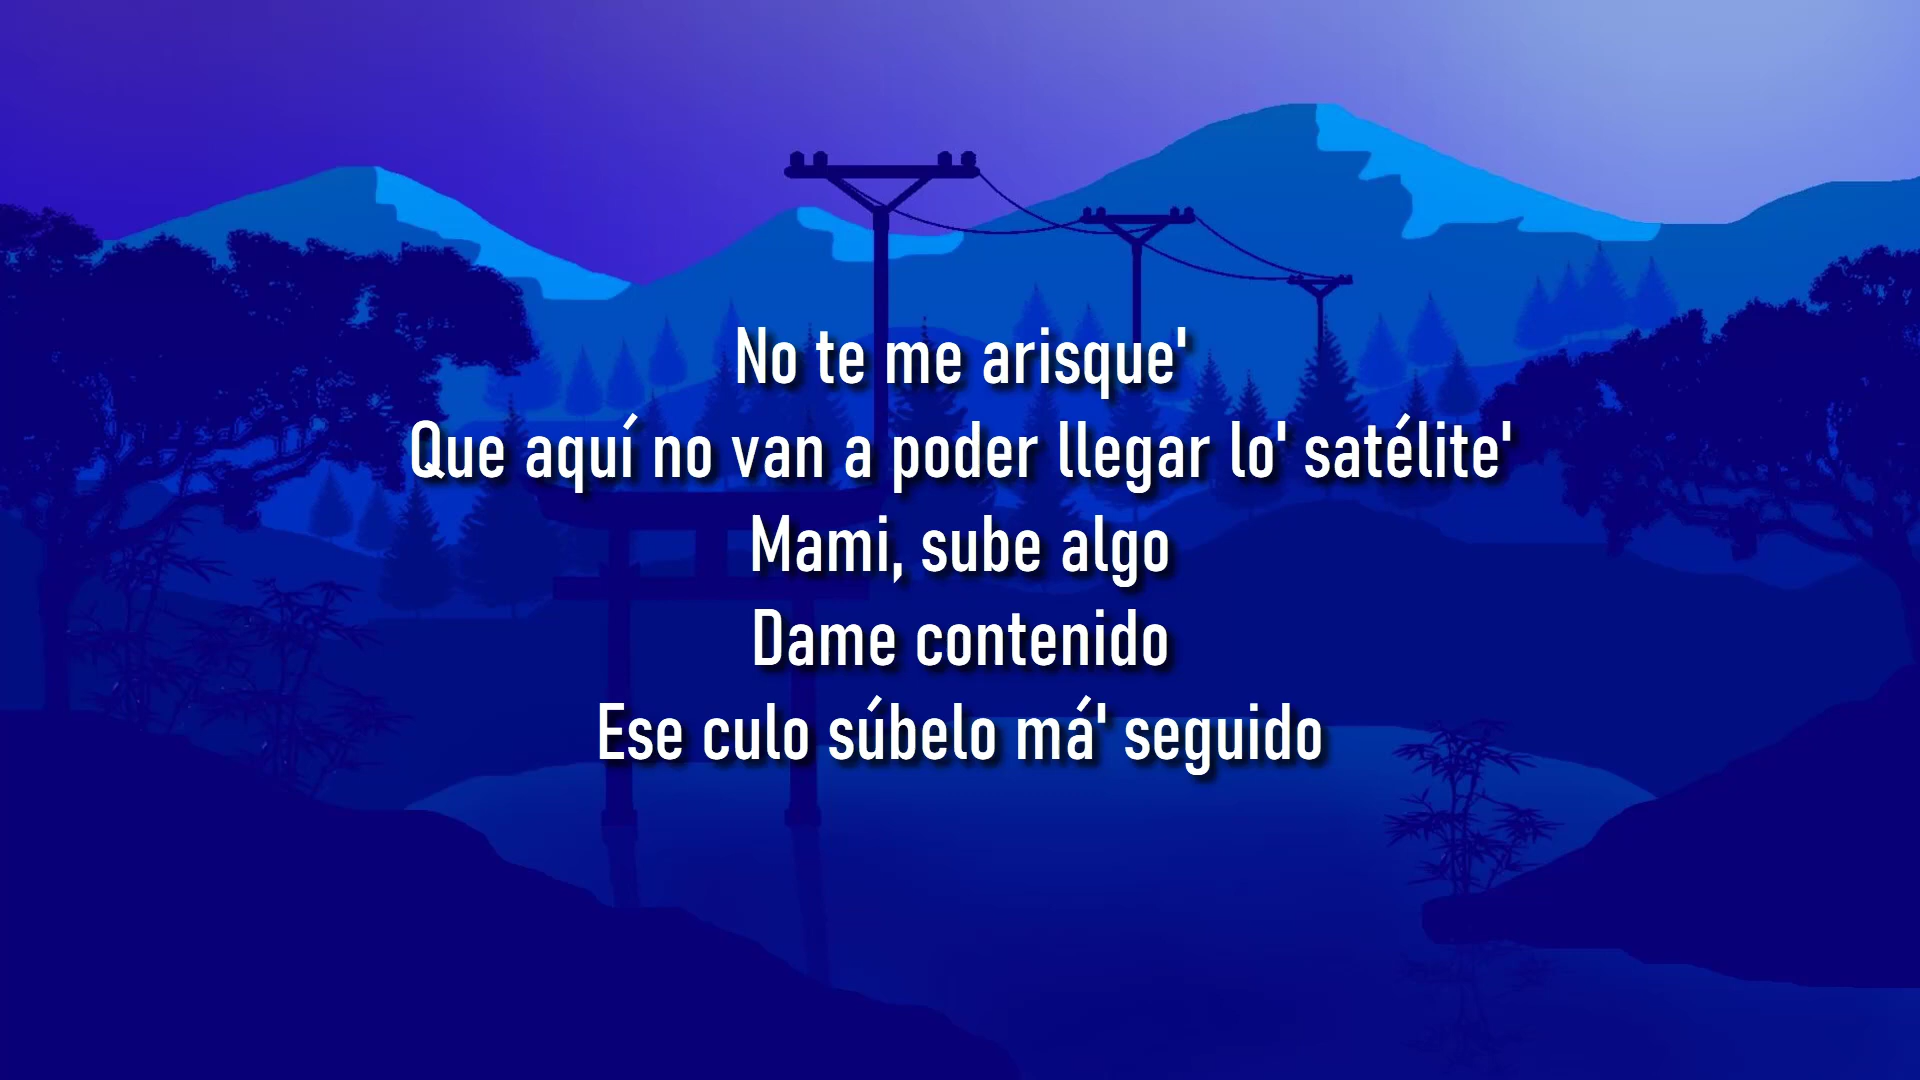 No te me arisque'
Que aquí no van a poder llegar lo' satélite'
Mami, sube algo
Dame contenido
Ese culo súbelo má' seguido